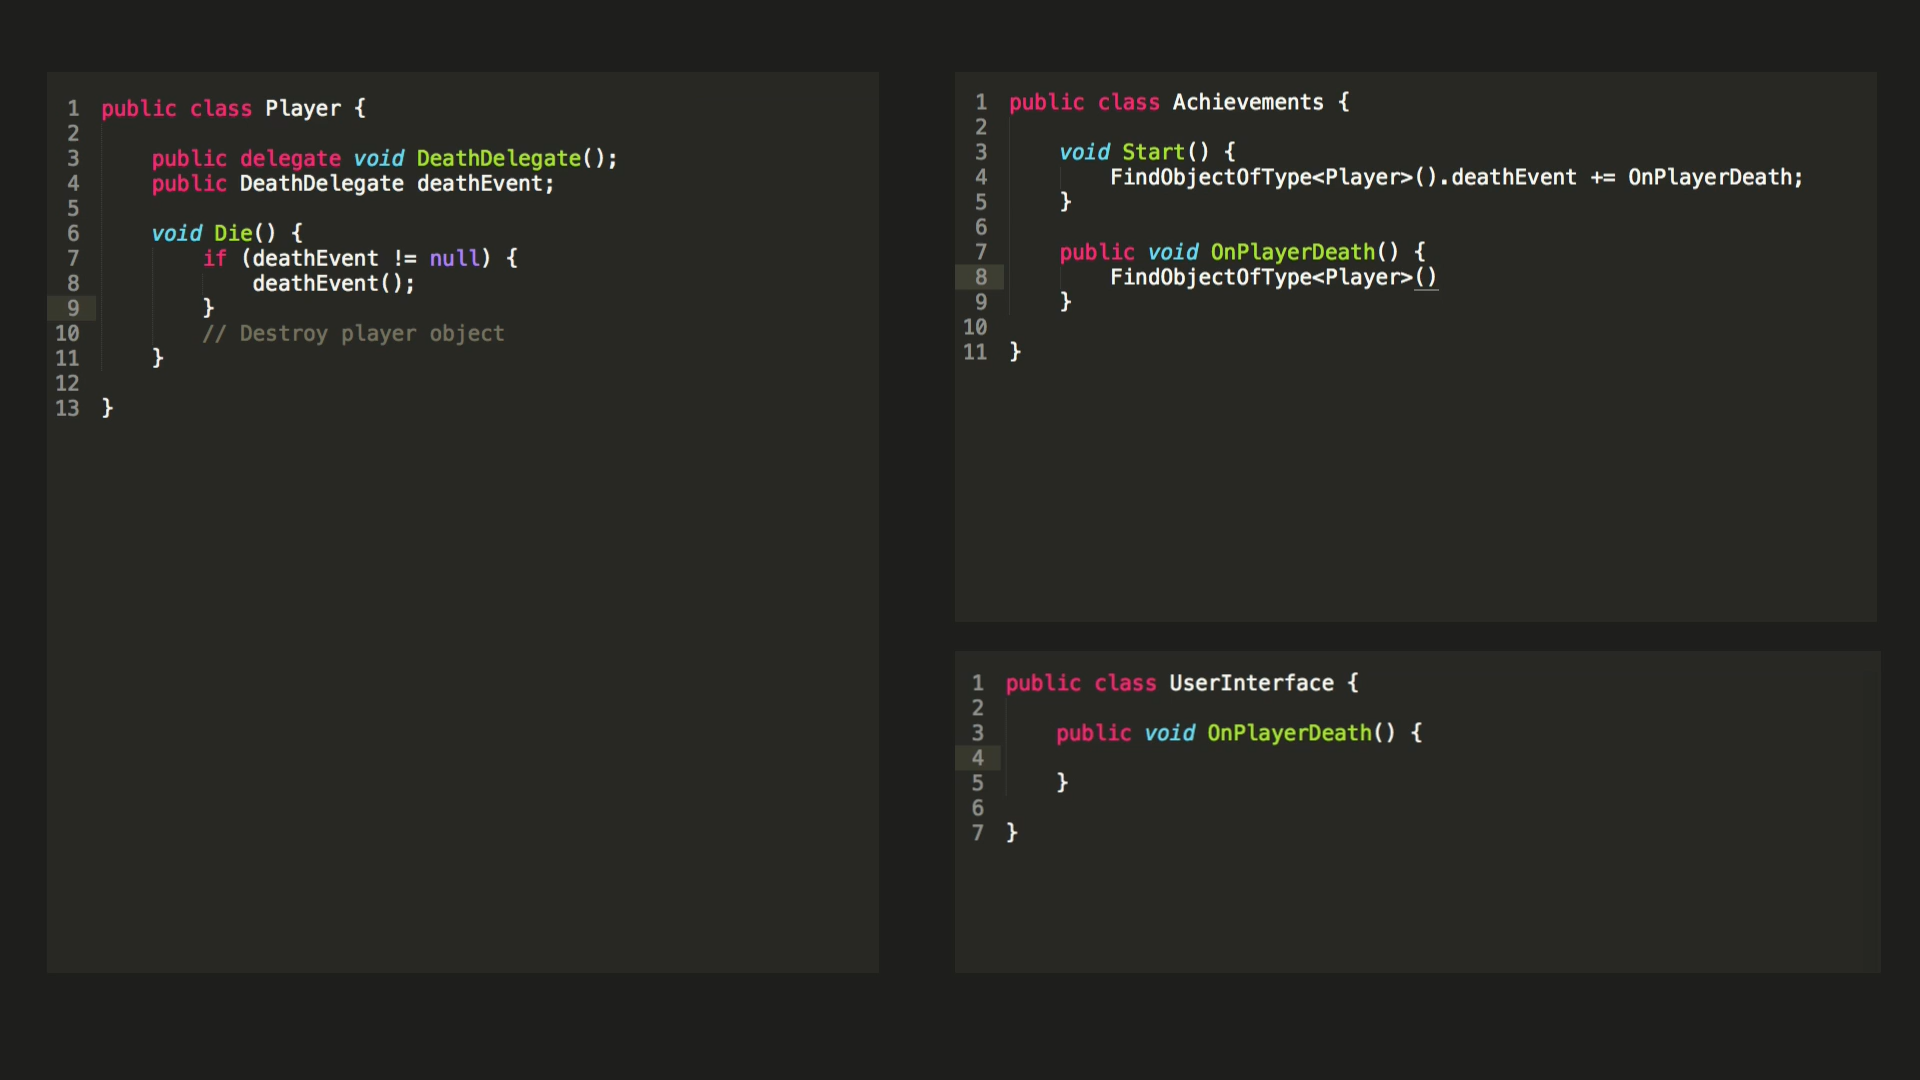 1 public class Player {
2
3 public delegate void DeathDelegate();
4 public DeathDelegate deathEvent;
5
6 void Die() {
7 if (deathEvent != null) {
8 deathEvent();
9 }
10 // Destroy player object
11 }
12
13 }
1 public class Achievements {
2
3 void Start() {
4 FindObjectOfType<Player>().deathEvent += OnPlayerDeath;
5 }
6
7 public void OnPlayerDeath() {
8 FindObjectOfType<Player>()
9 }
10
11 }
1 public class UserInterface {
2
3 public void OnPlayerDeath() {
4
5 }
6
7 }